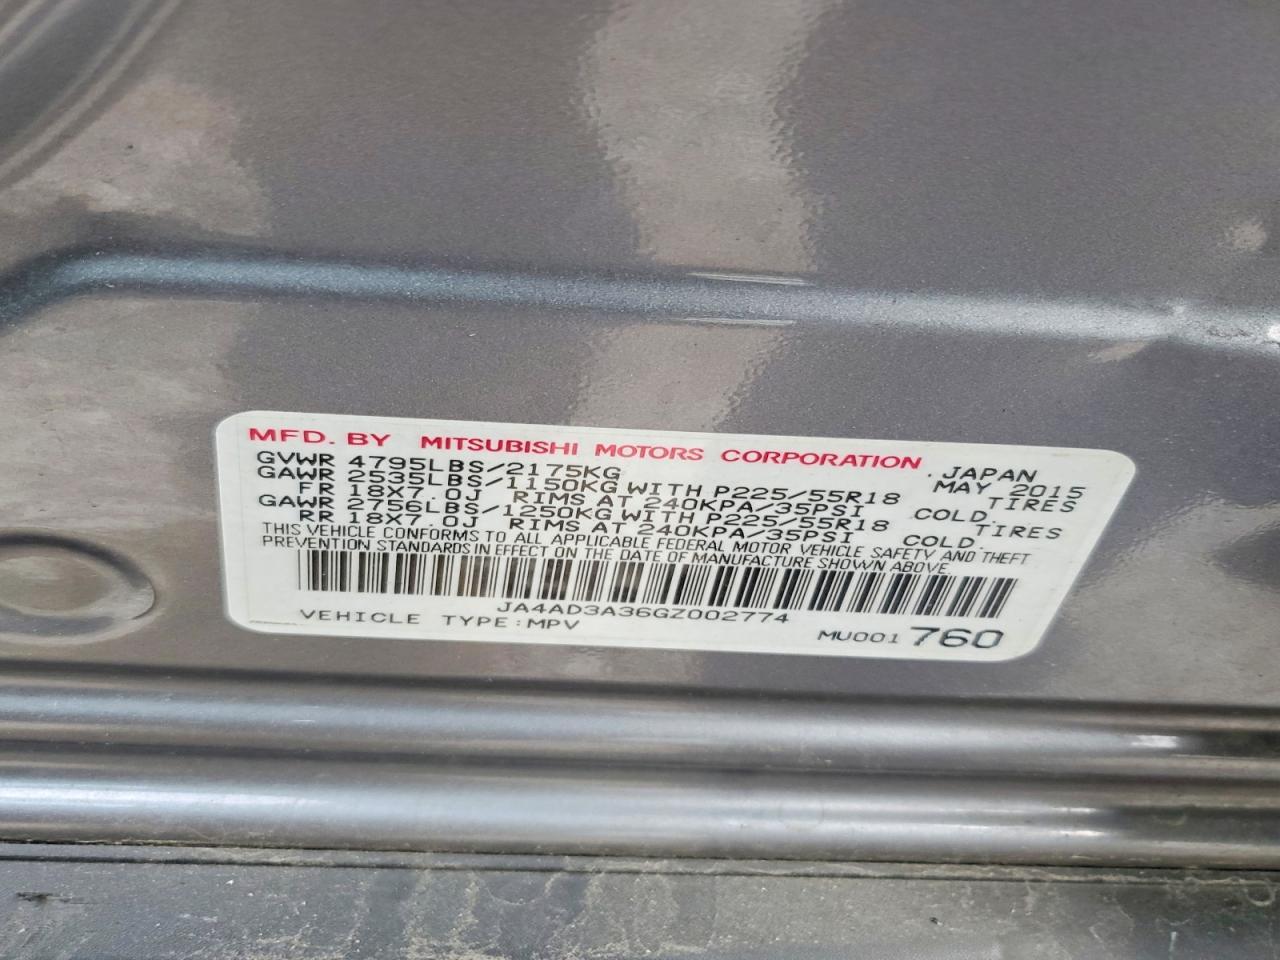 MFD. BY MITSUBISHI MOTORS CORPORATION JAPAN
GVWR 4795LBS/2175KG MAY 2015
GAWR 2535LBS/1150KG WITH P225/55R18 TIRES
FR 18X7.0J RIMS AT 240KPA/35PSI COLD
GAWR 2756LBS/1250KG WITH P225/55R18 TIRES
RR 18X7.0J RIMS AT 240KPA/35PSI COLD
THIS VEHICLE CONFORMS TO ALL APPLICABLE FEDERAL MOTOR VEHICLE SAFETY AND THEFT
PREVENTION STANDARDS IN EFFECT ON THE DATE OF MANUFACTURE SHOWN ABOVE.
JA4AD3A36GZ002774
VEHICLE TYPE:MPV
MU001 760